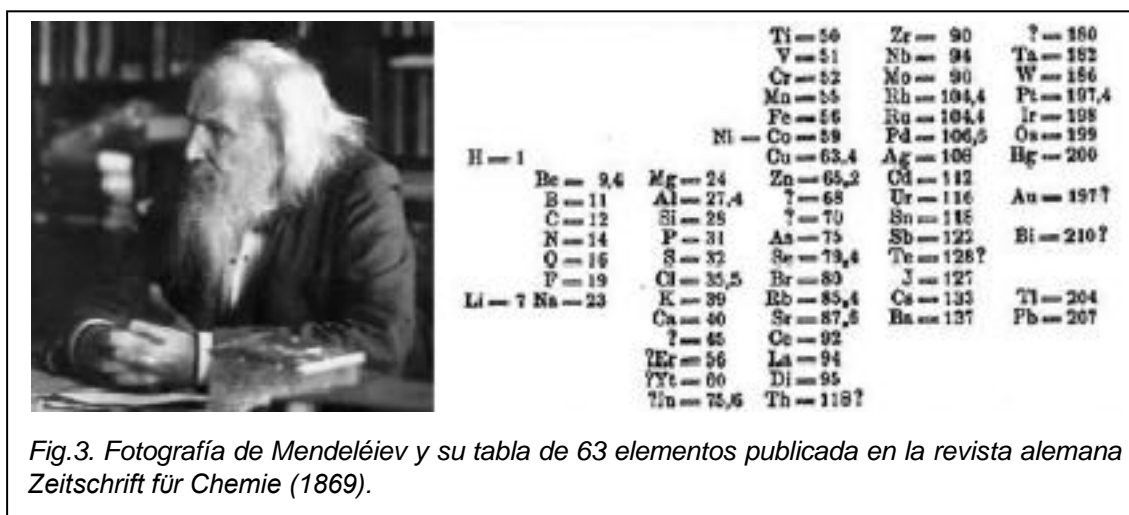 Ti = 50 Zr = 90 ? = 180
V = 51 Nb = 94 Ta = 182
Cr = 52 Mo = 96 W = 186
Mn = 55 Rh = 104,4 Pt = 197,4
Fe = 56 Ru = 104,4 Ir = 198
Ni = Co = 59 Pd = 106,6 Os = 199
H = 1 Cu = 63,4 Ag = 108 Hg = 200
Be = 9,4 Mg = 24 Zn = 65,2 Cd = 112
B = 11 Al = 27,4 ? = 68 Ur = 116 Au = 197?
C = 12 Si = 28 ? = 70 Sn = 118
N = 14 P = 31 As = 75 Sb = 122 Bi = 210?
O = 16 S = 32 Se = 79,4 Te = 128?
F = 19 Cl = 35,5 Br = 80 J = 127
Li = 7 Na = 23 K = 39 Rb = 85,4 Cs = 133 Tl = 204
Ca = 40 Sr = 87,6 Ba = 137 Pb = 207
? = 45 Ce = 92
?Er = 56 La = 94
?Yt = 60 Di = 95
?In = 75,6 Th = 118?
Fig.3. Fotografía de Mendeléiev y su tabla de 63 elementos publicada en la revista alemana
Zeitschrift für Chemie (1869).